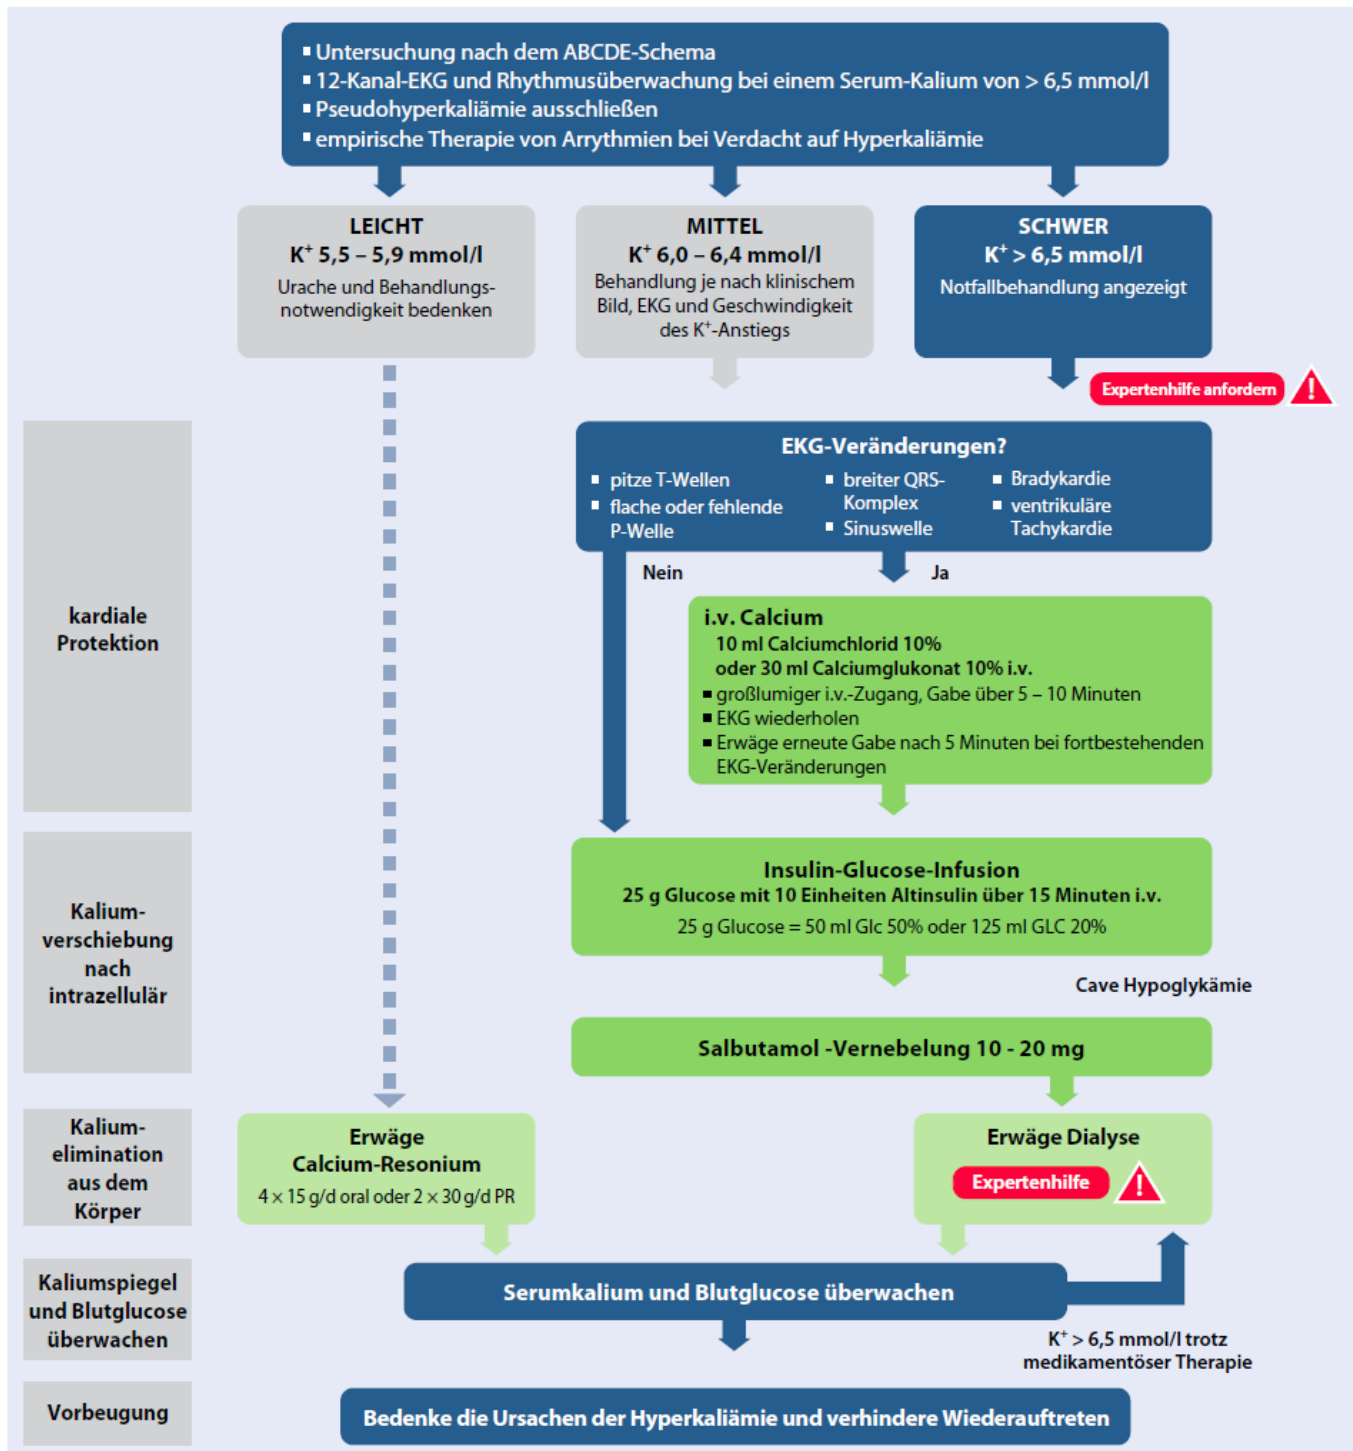 ▪ Untersuchung nach dem ABCDE-Schema
▪ 12-Kanal-EKG und Rhythmusüberwachung bei einem Serum-Kalium von > 6,5 mmol/l
▪ Pseudohyperkaliämie ausschließen
▪ empirische Therapie von Arrythmien bei Verdacht auf Hyperkaliämie
LEICHT
K⁺ 5,5 – 5,9 mmol/l
Urache und Behandlungs-
notwendigkeit bedenken
MITTEL
K⁺ 6,0 – 6,4 mmol/l
Behandlung je nach klinischem
Bild, EKG und Geschwindigkeit
des K⁺-Anstiegs
SCHWER
K⁺ > 6,5 mmol/l
Notfallbehandlung angezeigt
Expertenhilfe anfordern
!
kardiale
Protektion
EKG-Veränderungen?
▪ pitze T-Wellen
▪ flache oder fehlende
P-Welle
▪ breiter QRS-
Komplex
▪ Sinuswelle
▪ Bradykardie
▪ ventrikuläre
Tachykardie
Nein
Ja
i.v. Calcium
10 ml Calciumchlorid 10%
oder 30 ml Calciumglukonat 10% i.v.
▪ großlumiger i.v.-Zugang, Gabe über 5 – 10 Minuten
▪ EKG wiederholen
▪ Erwäge erneute Gabe nach 5 Minuten bei fortbestehenden
EKG-Veränderungen
Kalium-
verschiebung
nach
intrazellulär
Insulin-Glucose-Infusion
25 g Glucose mit 10 Einheiten Altinsulin über 15 Minuten i.v.
25 g Glucose = 50 ml Glc 50% oder 125 ml GLC 20%
Cave Hypoglykämie
Salbutamol -Vernebelung 10 - 20 mg
Kalium-
elimination
aus dem
Körper
Erwäge
Calcium-Resonium
4 × 15 g/d oral oder 2 × 30 g/d PR
Erwäge Dialyse
Expertenhilfe
!
Kaliumspiegel
und Blutglucose
überwachen
Serumkalium und Blutglucose überwachen
K⁺ > 6,5 mmol/l trotz
medikamentöser Therapie
Vorbeugung
Bedenke die Ursachen der Hyperkaliämie und verhindere Wiederauftreten